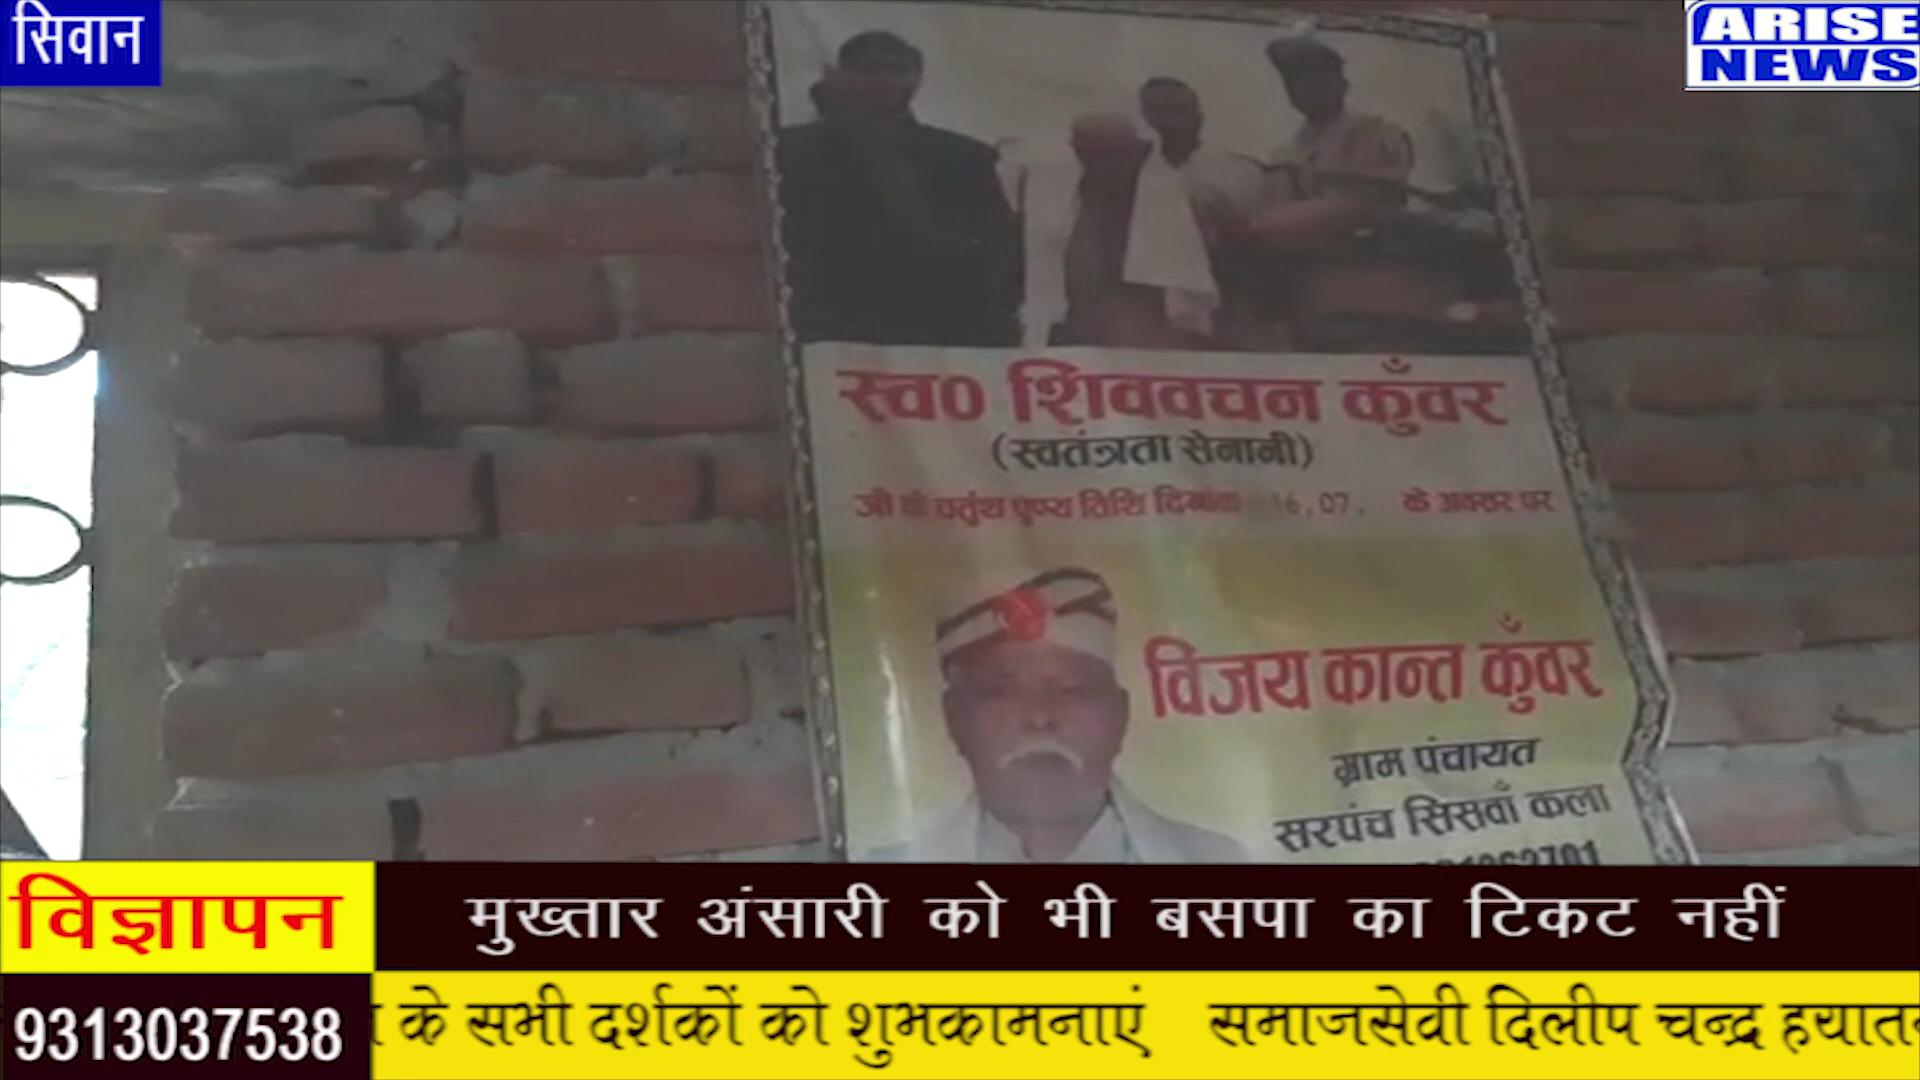 सिवान
ARISE
NEWS
स्व० शिववचन कुँवर
(स्वतंत्रता सेनानी)
जी के चर्तुथ पुण्य तिथि दिनांक 16.07. के अवसर पर
विजय कान्त कुँवर
ग्राम पंचायत
सरपंच सिसवाँ कला
विज्ञापन
मुख्तार अंसारी को भी बसपा का टिकट नहीं
9313037538
के सभी दर्शकों को शुभकामनाएं समाजसेवी दिलीप चन्द्र